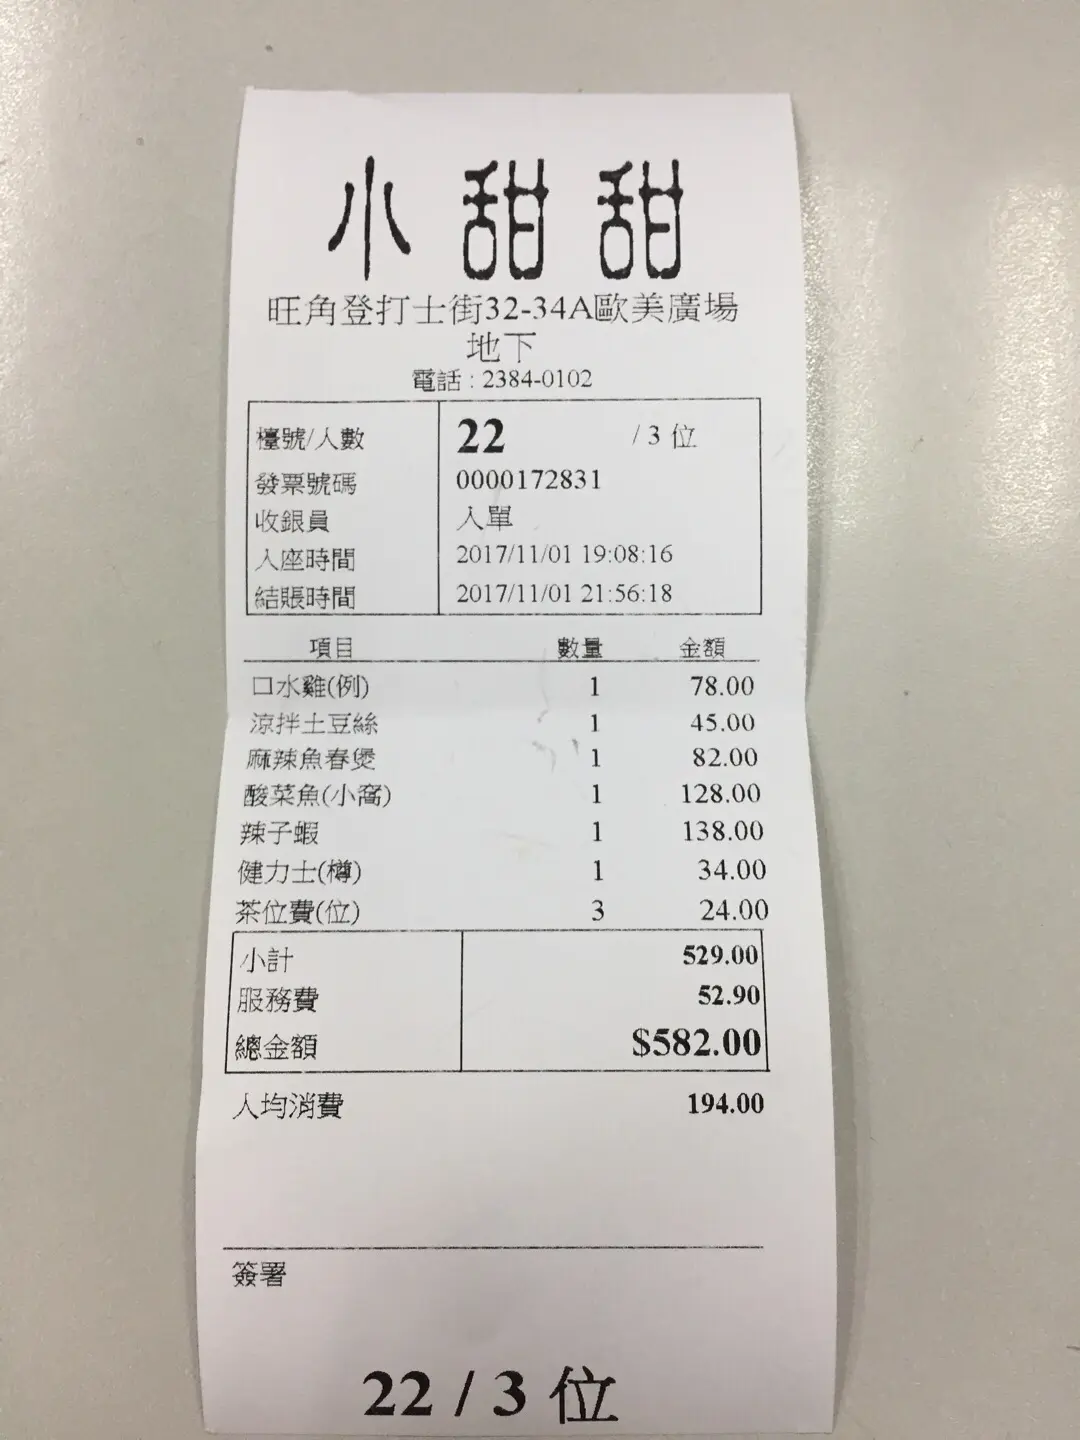 小甜甜
旺角登打士街32-34A歐美廣場
地下
電話 : 2384-0102
檯號/人數 22 / 3 位
發票號碼 0000172831
收銀員 入單
入座時間 2017/11/01 19:08:16
結賬時間 2017/11/01 21:56:18
項目 數量 金額
口水雞(例) 1 78.00
涼拌土豆絲 1 45.00
麻辣魚春煲 1 82.00
酸菜魚(小窩) 1 128.00
辣子蝦 1 138.00
健力士(樽) 1 34.00
茶位費(位) 3 24.00
小計 529.00
服務費 52.90
總金額 $582.00
人均消費 194.00
簽署
22 / 3 位